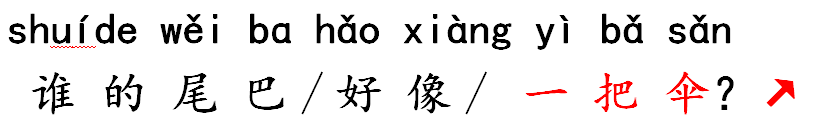 shuíde wěi ba hǎo xiàng yì bǎ sǎn
谁 的 尾 巴 / 好 像 / 一 把 伞? ↗